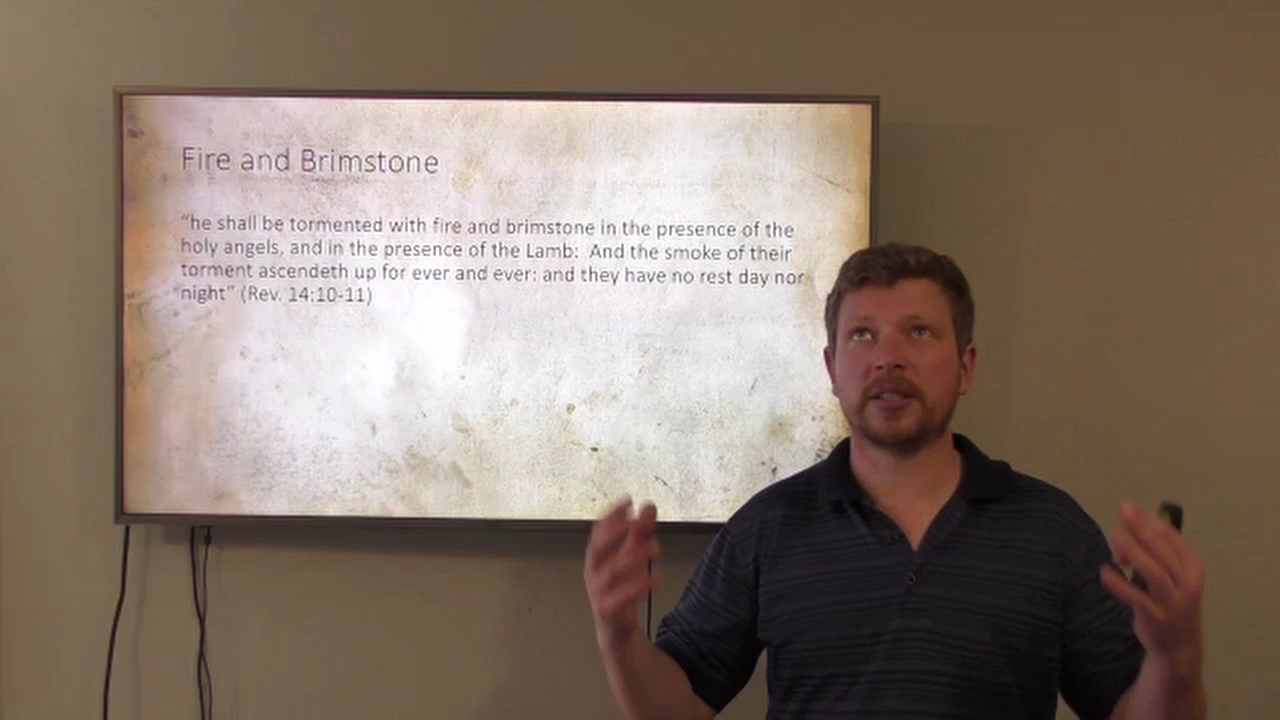 Fire and Brimstone
“he shall be tormented with fire and brimstone in the presence of the
holy angels, and in the presence of the Lamb:  And the smoke of their
torment ascendeth up for ever and ever: and they have no rest day nor
night” (Rev. 14:10-11)